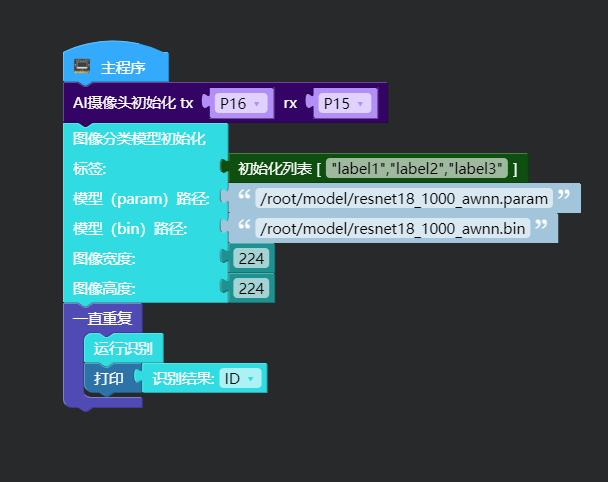 主程序
AI摄像头初始化 tx P16 rx P15
图像分类模型初始化
标签: 初始化列表 [ "label1","label2","label3" ]
模型（param）路径: “ /root/model/resnet18_1000_awnn.param ”
模型（bin）路径: “ /root/model/resnet18_1000_awnn.bin ”
图像宽度: 224
图像高度: 224
一直重复
运行识别
打印 识别结果: ID